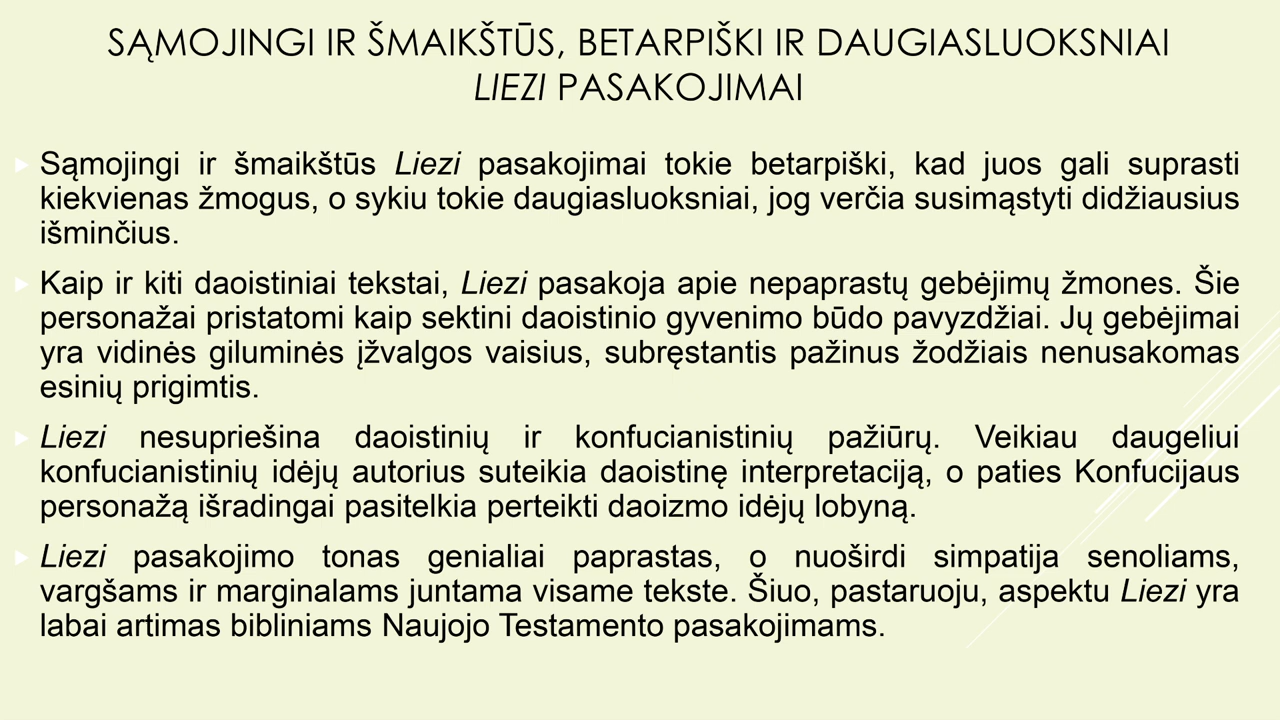 SĄMOJINGI IR ŠMAIKŠTŪS, BETARPIŠKI IR DAUGIASLUOKSNIAI
LIEZI PASAKOJIMAI
Sąmojingi ir šmaikštūs Liezi pasakojimai tokie betarpiški, kad juos gali suprasti
kiekvienas žmogus, o sykiu tokie daugiasluoksniai, jog verčia susimąstyti didžiausius
išminčius.
Kaip ir kiti daoistiniai tekstai, Liezi pasakoja apie nepaprastų gebėjimų žmones. Šie
personažai pristatomi kaip sektini daoistinio gyvenimo būdo pavyzdžiai. Jų gebėjimai
yra vidinės giluminės įžvalgos vaisius, subręstantis pažinus žodžiais nenusakomas
esinių prigimtis.
Liezi nesupriešina daoistinių ir konfucianistinių pažiūrų. Veikiau daugeliui
konfucianistinių idėjų autorius suteikia daoistinę interpretaciją, o paties Konfucijaus
personažą išradingai pasitelkia perteikti daoizmo idėjų lobyną.
Liezi pasakojimo tonas genialiai paprastas, o nuoširdi simpatija senoliams,
vargšams ir marginalams juntama visame tekste. Šiuo, pastaruoju, aspektu Liezi yra
labai artimas bibliniams Naujojo Testamento pasakojimams.